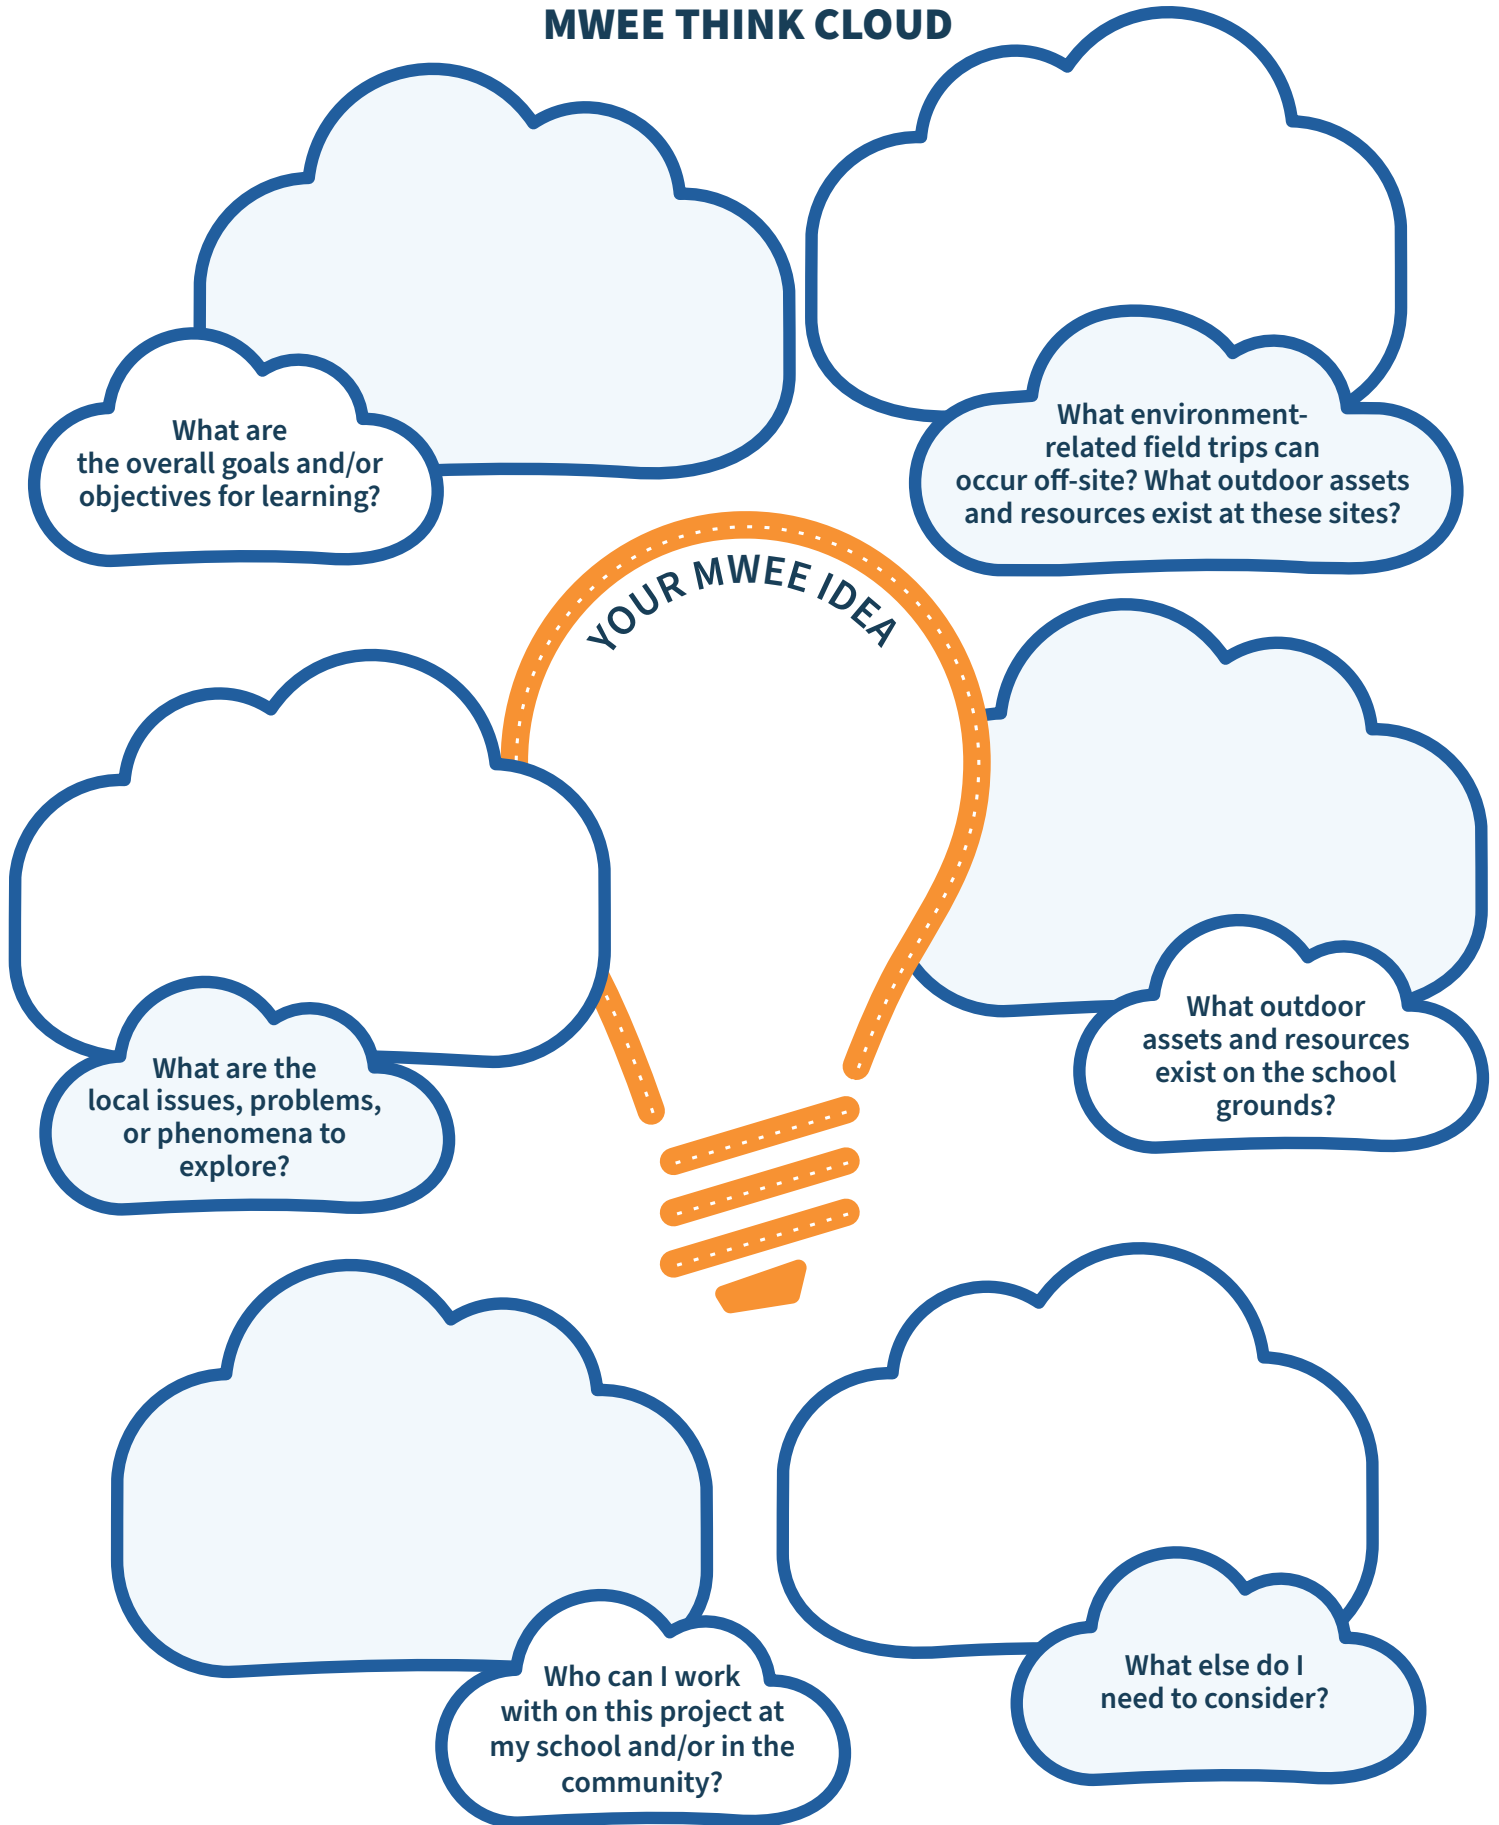 MWEE THINK CLOUD
What are
the overall goals and/or
objectives for learning?
What environment-
related field trips can
occur off-site? What outdoor assets
and resources exist at these sites?
YOUR MWEE IDEA
What are the
local issues, problems,
or phenomena to
explore?
What outdoor
assets and resources
exist on the school
grounds?
Who can I work
with on this project at
my school and/or in the
community?
What else do I
need to consider?